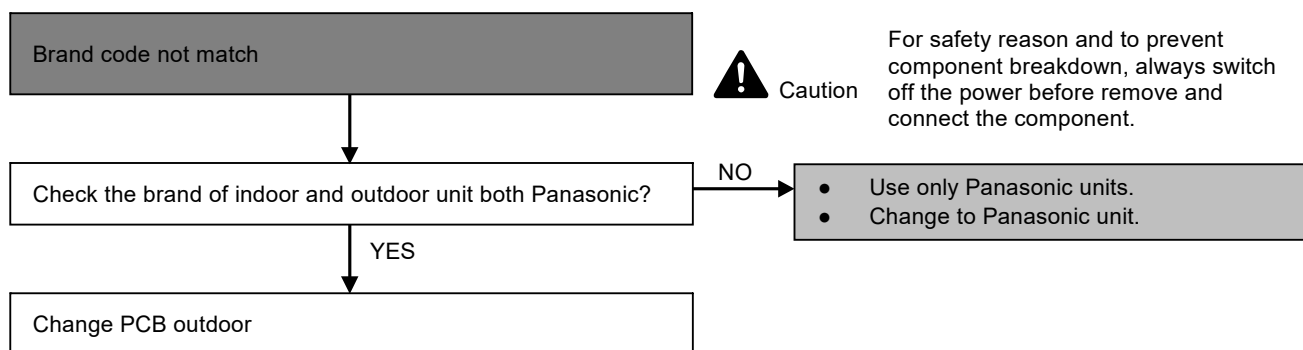 Brand code not match
Caution
For safety reason and to prevent
component breakdown, always switch
off the power before remove and
connect the component.
Check the brand of indoor and outdoor unit both Panasonic?
NO
● Use only Panasonic units.
● Change to Panasonic unit.
YES
Change PCB outdoor